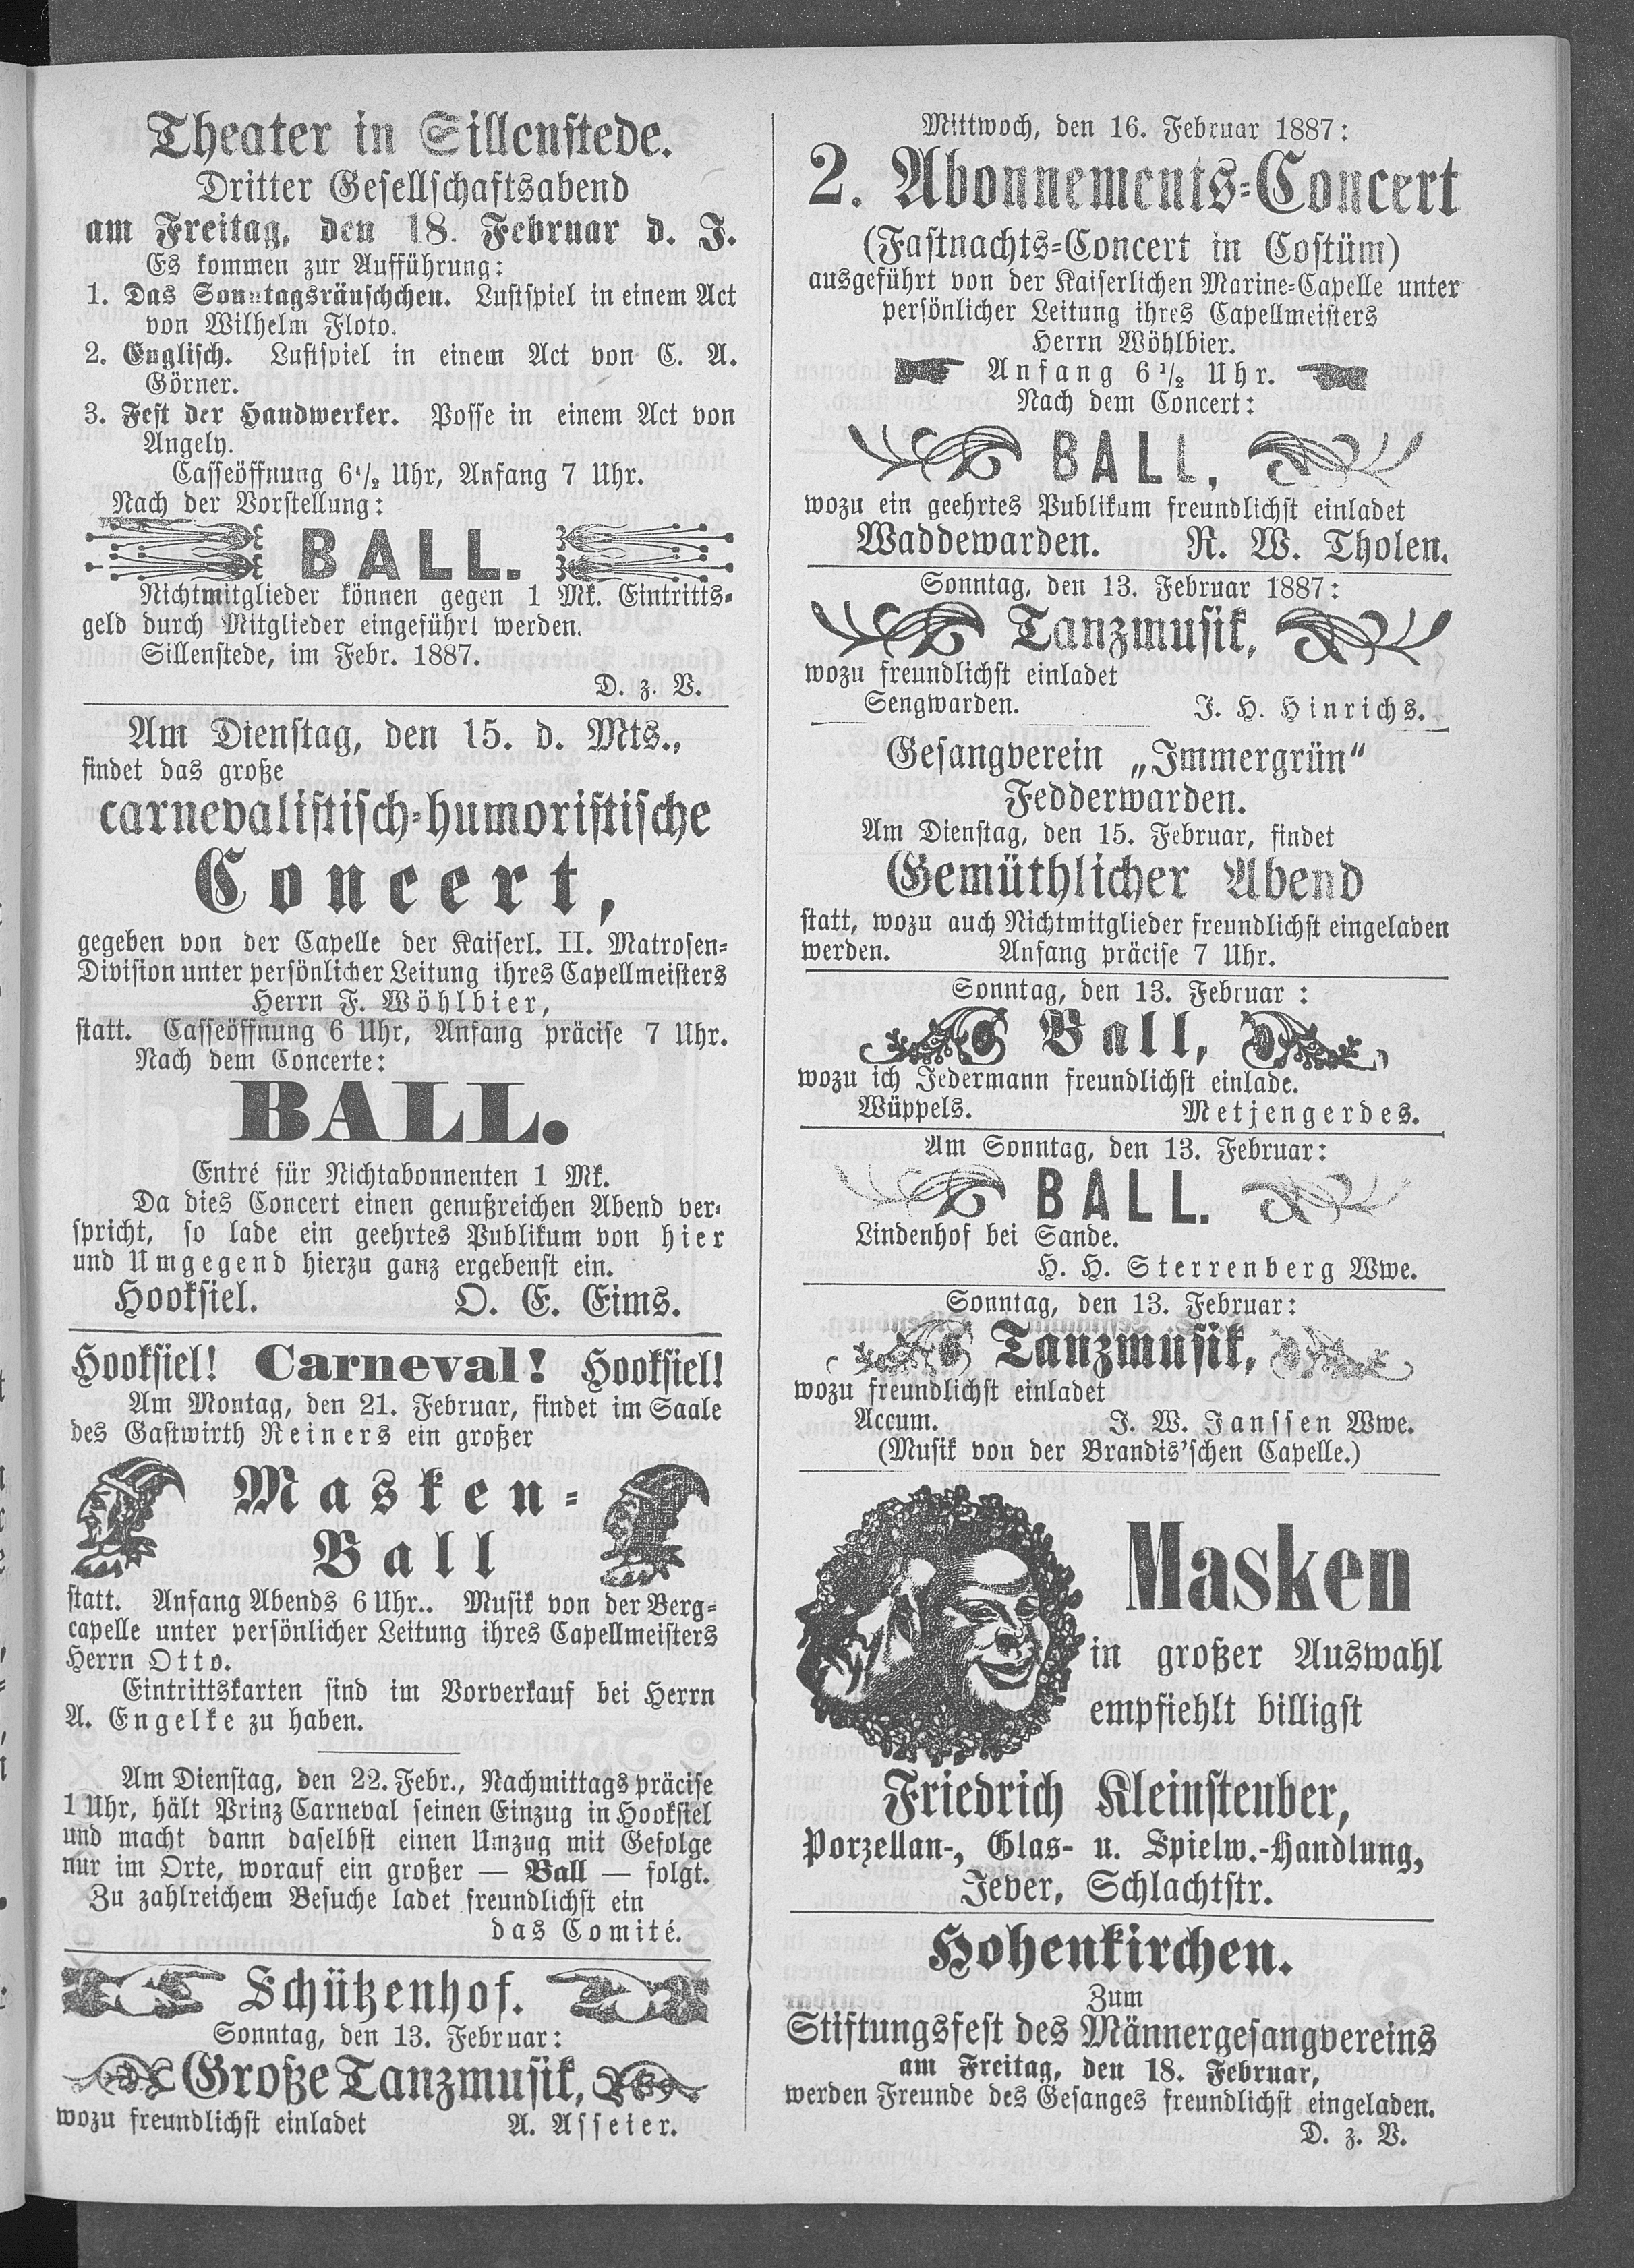 Theater in Sillenstede.
Dritter Gesellschaftsabend
am Freitag, den 18. Februar d. J.
Es kommen zur Aufführung:
1. Das Sonntagsräuschchen. Lustspiel in einem Act
von Wilhelm Floto.
2. Englisch. Lustspiel in einem Act von C. A.
Görner.
3. Fest der Handwerker. Posse in einem Act von
Angely.
Casseöffnung 6 1/2 Uhr, Anfang 7 Uhr.
Nach der Vorstellung:
BALL.
Nichtmitglieder können gegen 1 Mk. Eintritts-
geld durch Mitglieder eingeführt werden.
Sillenstede, im Febr. 1887.
D. z. V.
Am Dienstag, den 15. d. Mts.,
findet das große
carnevalistisch-humoristische
Concert,
gegeben von der Capelle der Kaiserl. II. Matrosen-
Division unter persönlicher Leitung ihres Capellmeisters
Herrn F. Wöhlbier,
statt. Casseöffnung 6 Uhr, Anfang präcise 7 Uhr.
Nach dem Concerte:
BALL.
Entré für Nichtabonnenten 1 Mk.
Da dies Concert einen genußreichen Abend ver-
spricht, so lade ein geehrtes Publikum von hier
und Umgegend hierzu ganz ergebenst ein.
Hooksiel. O. E. Eims.
Hooksiel! Carneval! Hooksiel!
Am Montag, den 21. Februar, findet im Saale
des Gastwirth Reiners ein großer
Masken-
Ball
statt. Anfang Abends 6 Uhr.. Musik von der Berg-
capelle unter persönlicher Leitung ihres Capellmeisters
Herrn Otto.
Eintrittskarten sind im Vorverkauf bei Herrn
A. Engelke zu haben.
Am Dienstag, den 22. Febr., Nachmittags präcise
1 Uhr, hält Prinz Carneval seinen Einzug in Hooksiel
und macht dann daselbst einen Umzug mit Gefolge
nur im Orte, worauf ein großer — Ball — folgt.
Zu zahlreichem Besuche ladet freundlichst ein
das Comité.
Schützenhof.
Sonntag, den 13. Februar:
Große Tanzmusik,
wozu freundlichst einladet A. Asseier.
Mittwoch, den 16. Februar 1887:
2. Abonnements-Concert
(Fastnachts-Concert in Costüm)
ausgeführt von der Kaiserlichen Marine-Capelle unter
persönlicher Leitung ihres Capellmeisters
Herrn Wöhlbier.
Anfang 6 1/2 Uhr.
Nach dem Concert:
BALL,
wozu ein geehrtes Publikum freundlichst einladet
Waddewarden. R. W. Tholen.
Sonntag, den 13. Februar 1887:
Tanzmusik,
wozu freundlichst einladet
Sengwarden. J. H. Hinrichs.
Gesangverein „Immergrün“
Fedderwarden.
Am Dienstag, den 15. Februar, findet
Gemüthlicher Abend
statt, wozu auch Nichtmitglieder freundlichst eingeladen
werden. Anfang präcise 7 Uhr.
Sonntag, den 13. Februar :
Ball,
wozu ich Jedermann freundlichst einlade.
Wüppels. Metjengerdes.
Am Sonntag, den 13. Februar:
BALL.
Lindenhof bei Sande.
H. H. Sterrenberg Wwe.
Sonntag, den 13. Februar:
Tanzmusik,
wozu freundlichst einladet
Accum. J. W. Janssen Wwe.
(Musik von der Brandis'schen Capelle.)
Masken
in großer Auswahl
empfiehlt billigst
Friedrich Kleinsteuber,
Porzellan-, Glas- u. Spielw.-Handlung,
Jever, Schlachtstr.
Hohenkirchen.
Zum
Stiftungsfest des Männergesangvereins
am Freitag, den 18. Februar,
werden Freunde des Gesanges freundlichst eingeladen.
D. z. V.